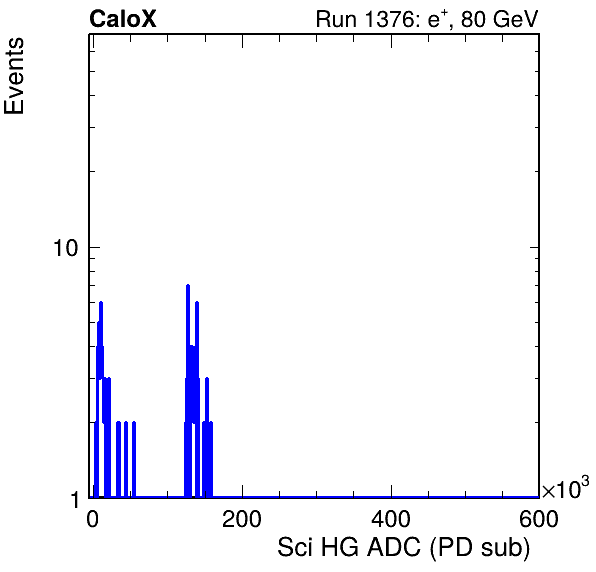 CaloX Run 1376: e⁺, 80 GeV
Events
10
1
0 200 400 600
×10³
Sci HG ADC (PD sub)